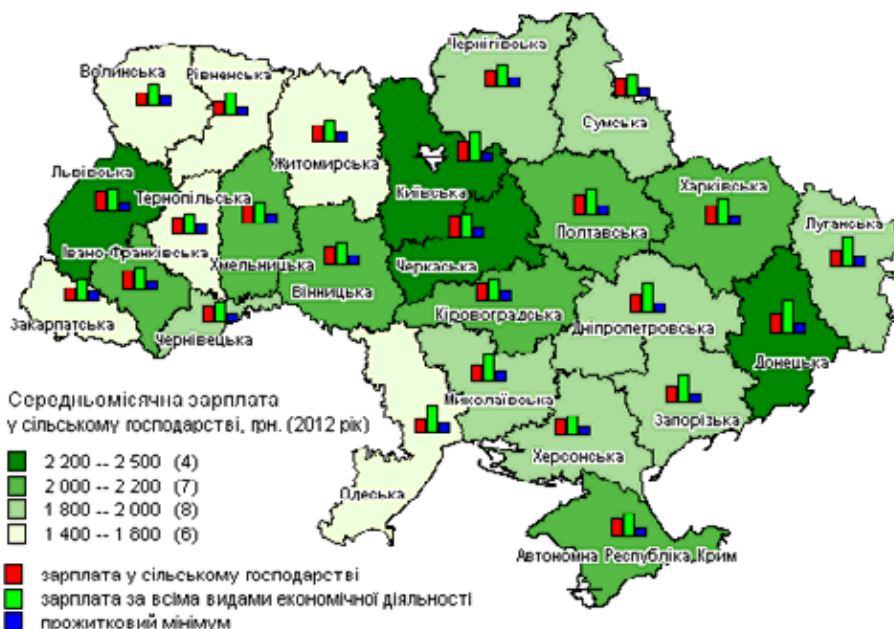 Чернігівська
Волинська
Рівненська
Сумська
Житомирська
Львівська
Київська
Харківська
Тернопільська
Луганська
Полтавська
Івано-Франківська
Хмельницька
Черкаська
Вінницька
Кіровоградська
Закарпатська
Чернівецька
Дніпропетровська
Донецька
Миколаївська
Запорізька
Херсонська
Одеська
Автономна Республіка Крим
Середньомісячна зарплата
у сільському господарстві, грн. (2012 рік)
2 200 -- 2 500 (4)
2 000 -- 2 200 (7)
1 800 -- 2 000 (8)
1 400 -- 1 800 (6)
зарплата у сільському господарстві
зарплата за всіма видами економічної діяльності
прожитковий мінімум